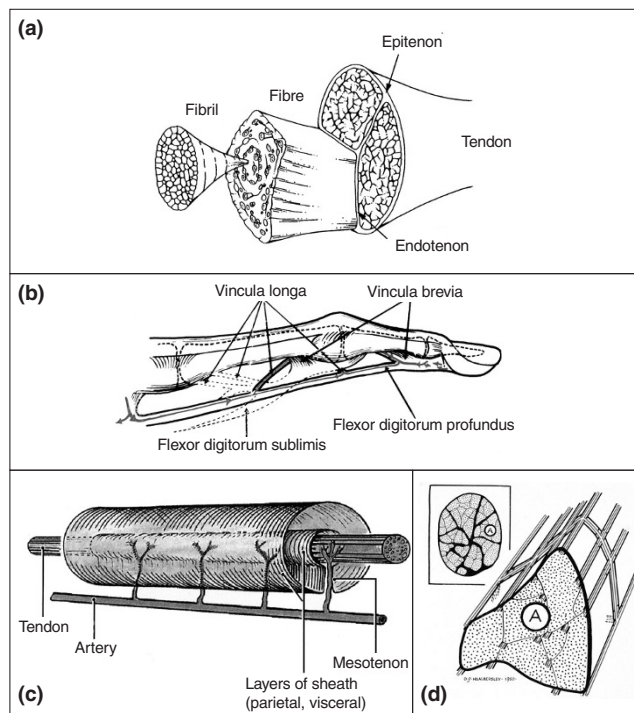 (a)
Epitenon
Fibril
Fibre
Tendon
Endotenon
(b)
Vincula longa
Vincula brevia
Flexor digitorum profundus
Flexor digitorum sublimis
(c)
Tendon
Artery
Mesotenon
Layers of sheath
(parietal, visceral)
(d)
A
A